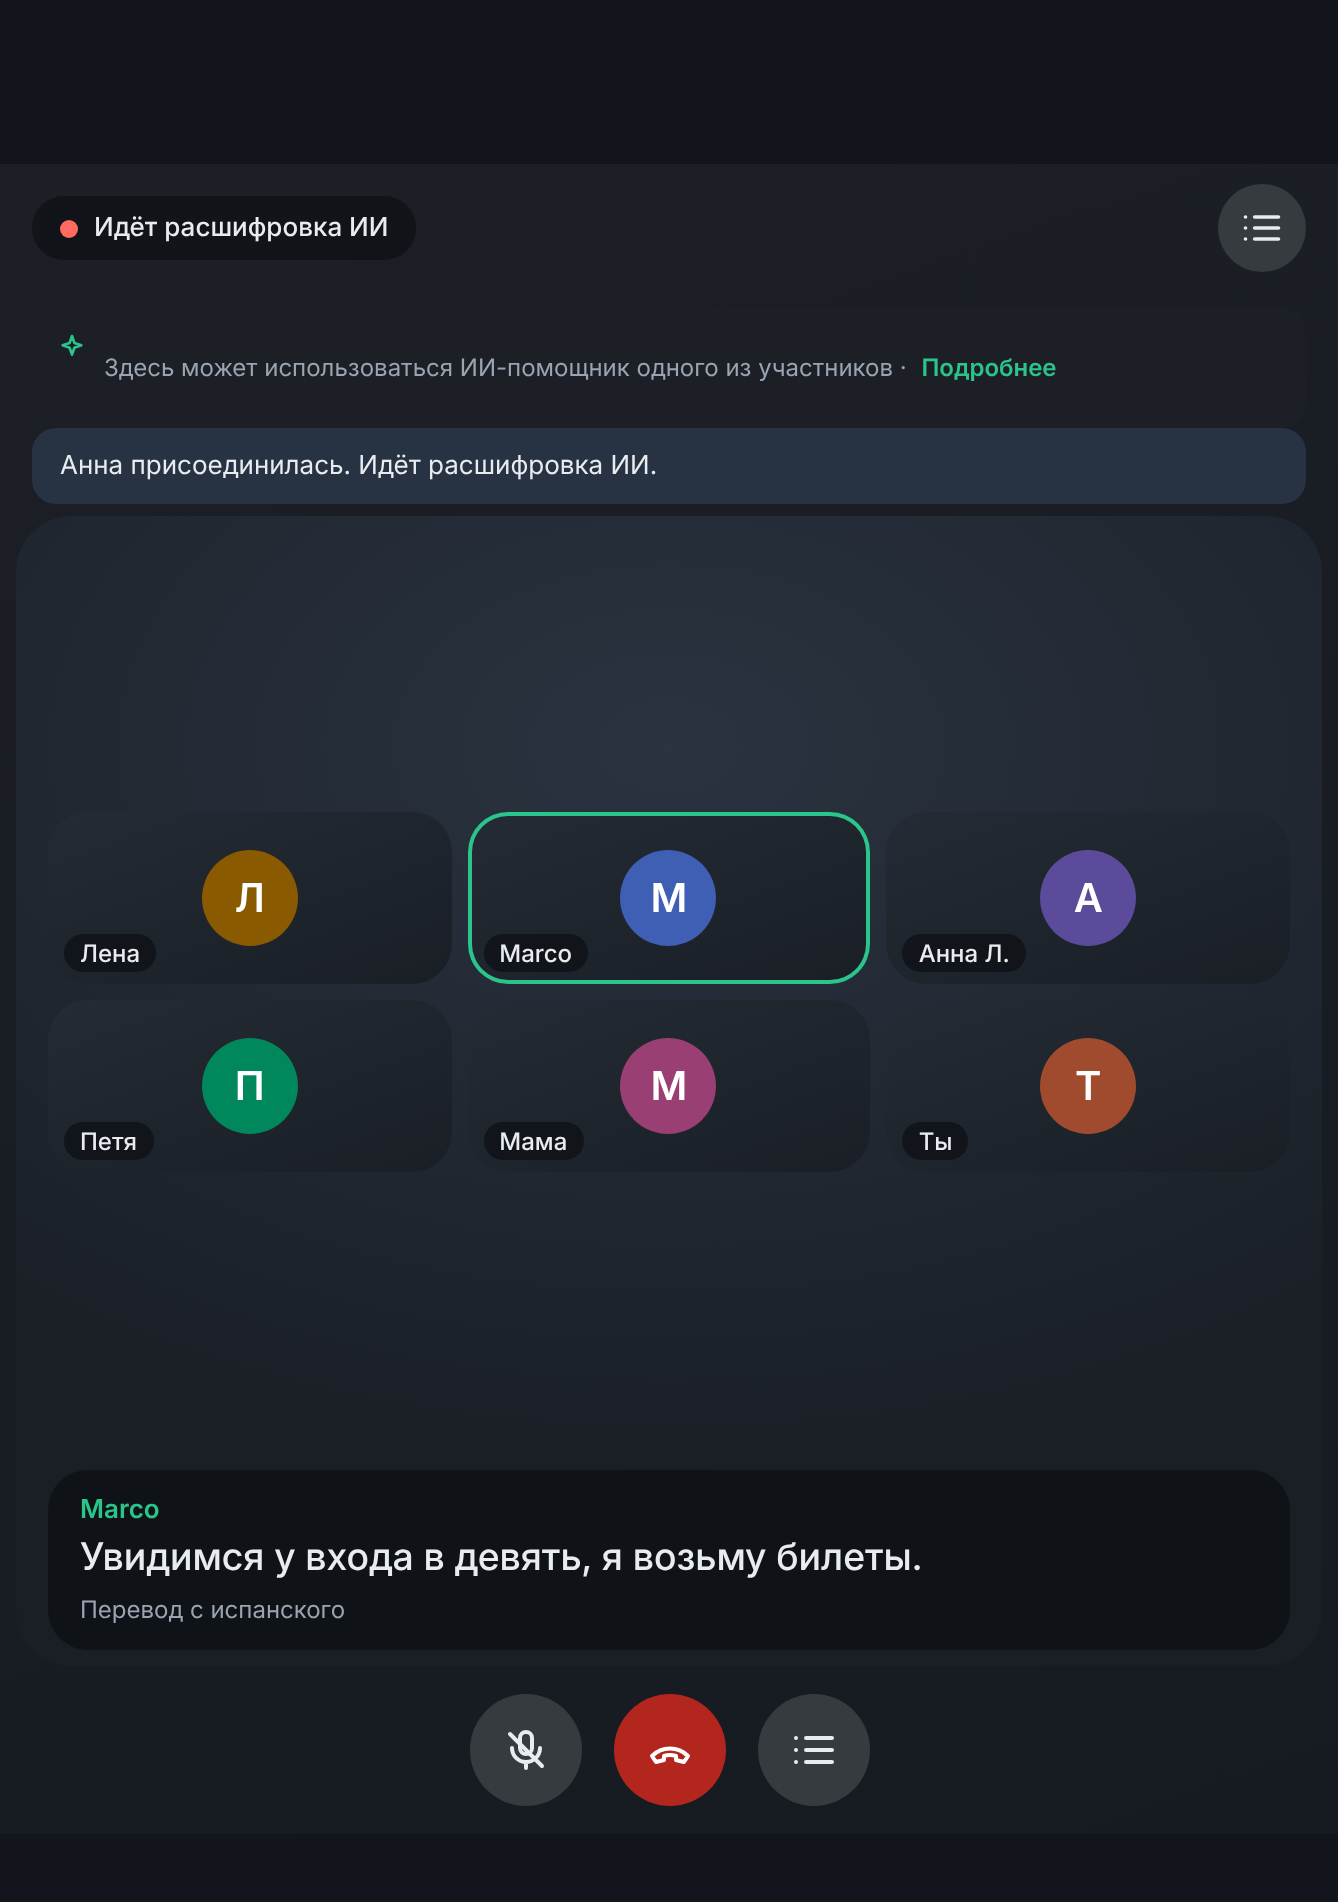 Идёт расшифровка ИИ
Здесь может использоваться ИИ-помощник одного из участников · Подробнее
Анна присоединилась. Идёт расшифровка ИИ.
Л
Лена
М
Marco
А
Анна Л.
П
Петя
М
Мама
Т
Ты
Marco
Увидимся у входа в девять, я возьму билеты.
Перевод с испанского